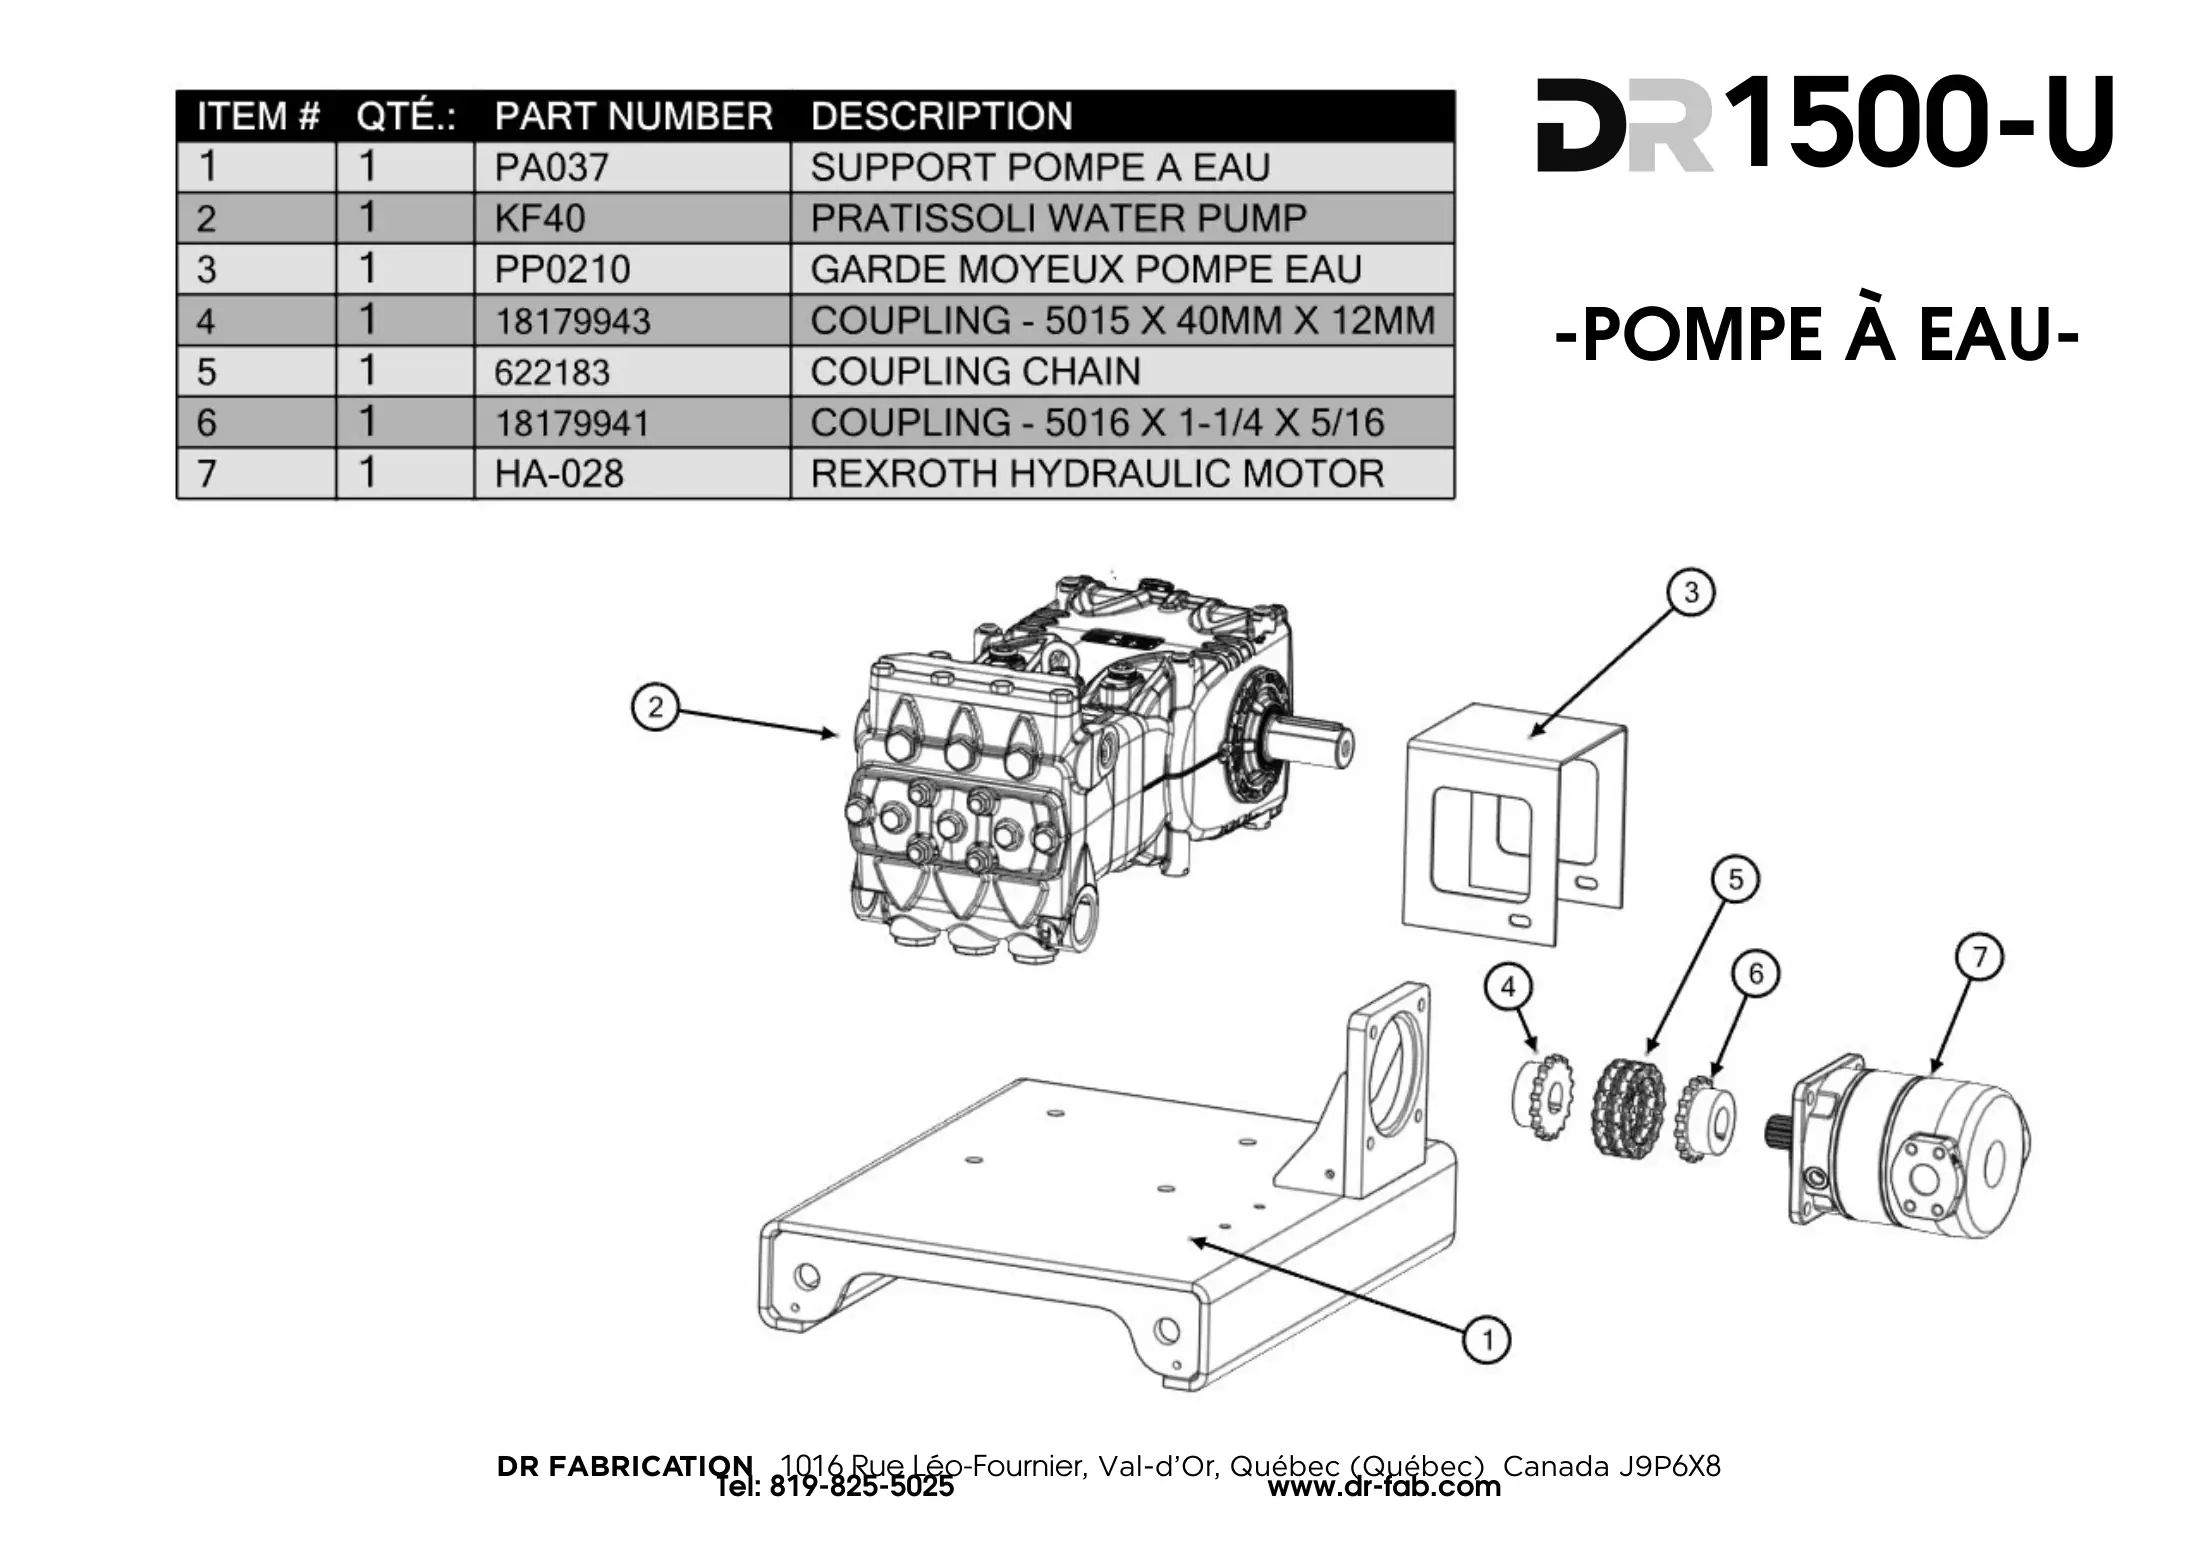 DR1500-U
-POMPE À EAU-
ITEM # QTÉ.: PART NUMBER DESCRIPTION
1 1 PA037 SUPPORT POMPE A EAU
2 1 KF40 PRATISSOLI WATER PUMP
3 1 PP0210 GARDE MOYEUX POMPE EAU
4 1 18179943 COUPLING - 5015 X 40MM X 12MM
5 1 622183 COUPLING CHAIN
6 1 18179941 COUPLING - 5016 X 1-1/4 X 5/16
7 1 HA-028 REXROTH HYDRAULIC MOTOR
3
2
5
7
6
4
1
DR FABRICATION 1016 Rue Léo-Fournier, Val-d'Or, Québec (Québec) Canada J9P6X8
Tel: 819-825-5025 www.dr-fab.com